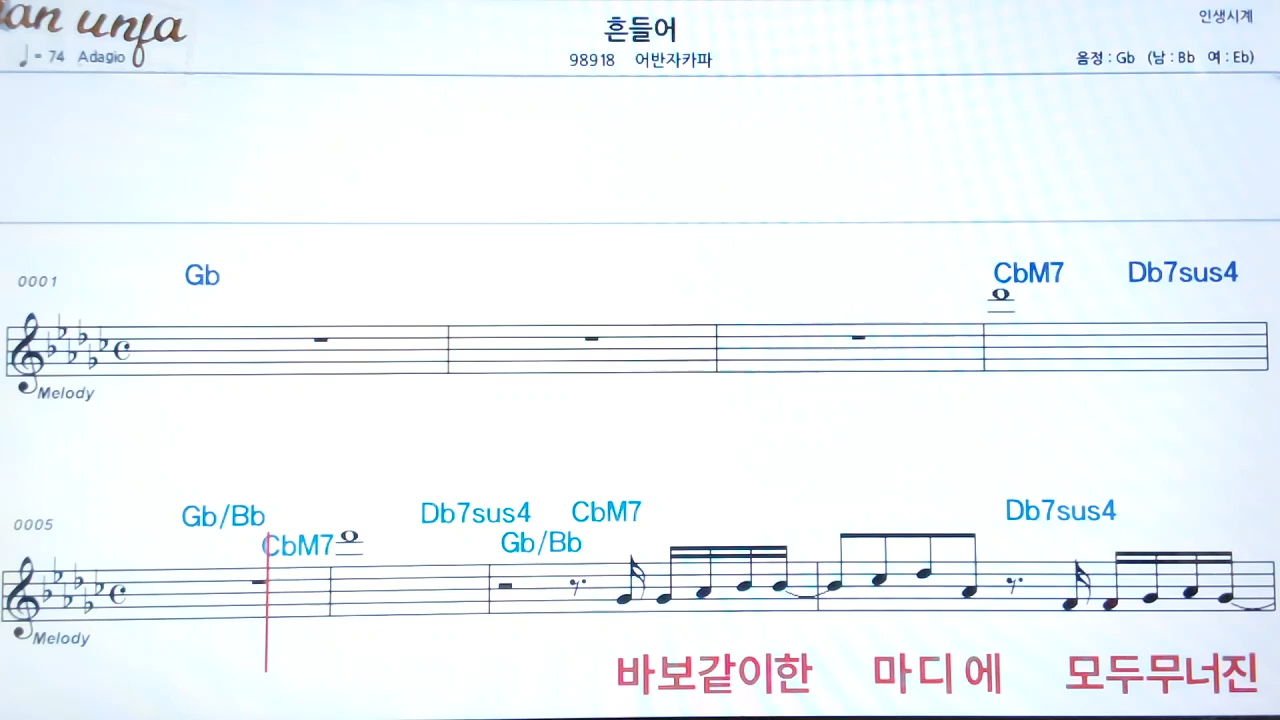 an unfa
♩ = 74 Adagio
흔들어
98918 어반자카파
인생시계
음정 : Gb (남 : Bb 여 : Eb)
0001
Gb CbM7 Db7sus4
Melody
0005
Gb/Bb CbM7 Db7sus4 Gb/Bb CbM7 Db7sus4
Melody
바보같이한 마디에 모두무너진